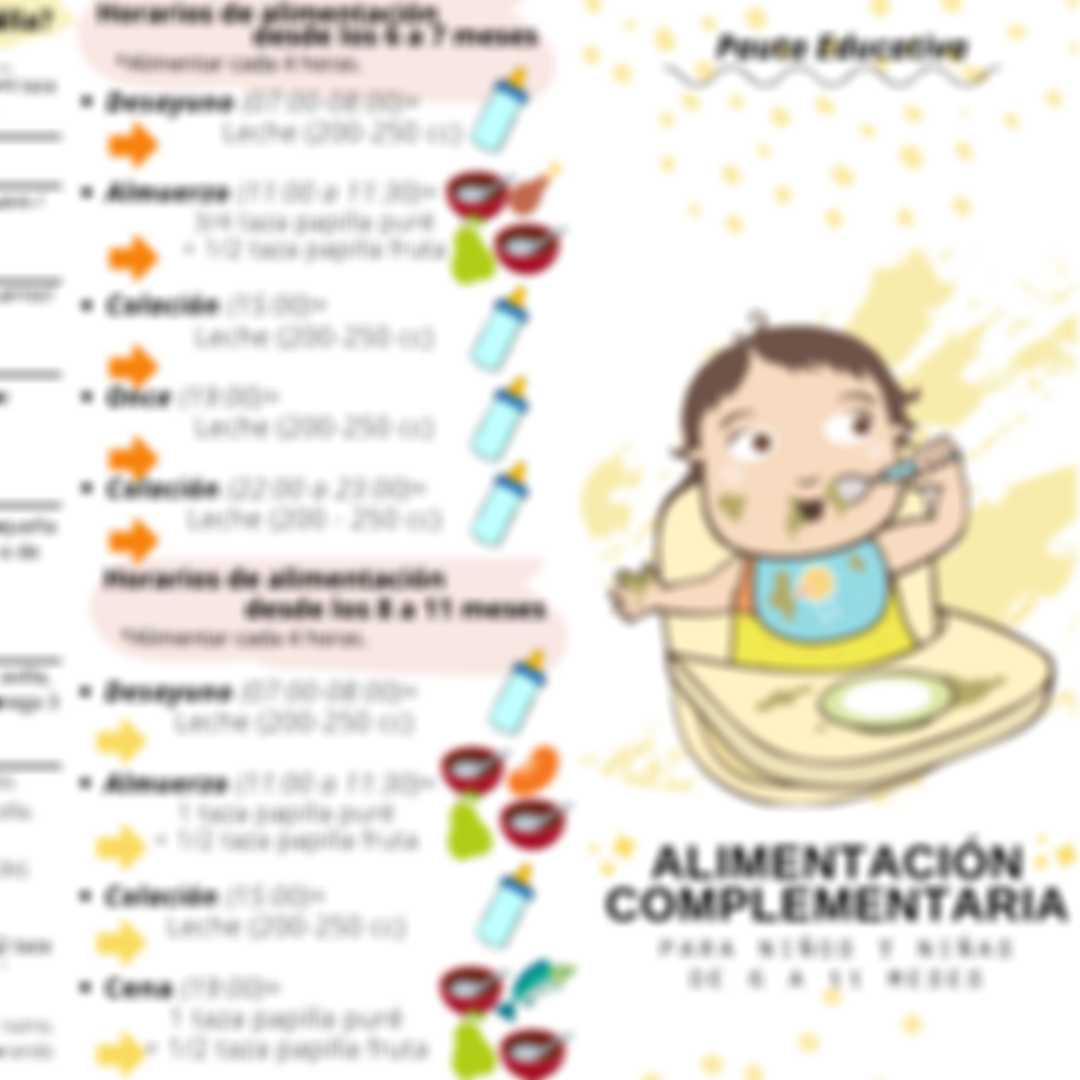 Horarios de alimentación
desde los 6 a 7 meses
*Alimentar cada 4 horas.
• Desayuno (07:00-08:00)=
Leche (200-250 cc)
• Almuerzo (11:00 a 11:30)=
3/4 taza papilla puré
+ 1/2 taza papilla fruta
• Colación (15:00)=
Leche (200-250 cc)
• Once (19:00)=
Leche (200-250 cc)
• Colación (22:00 a 23:00)=
Leche (200 - 250 cc)
Horarios de alimentación
desde los 8 a 11 meses
*Alimentar cada 4 horas.
• Desayuno (07:00-08:00)=
Leche (200-250 cc)
• Almuerzo (11:00 a 11:30)=
1 taza papilla puré
+ 1/2 taza papilla fruta
• Colación (15:00)=
Leche (200-250 cc)
• Cena (19:00)=
1 taza papilla puré
+ 1/2 taza papilla fruta
Pauta Educativa
ALIMENTACIÓN
COMPLEMENTARIA
PARA NIÑOS Y NIÑAS
DE 6 A 11 MESES